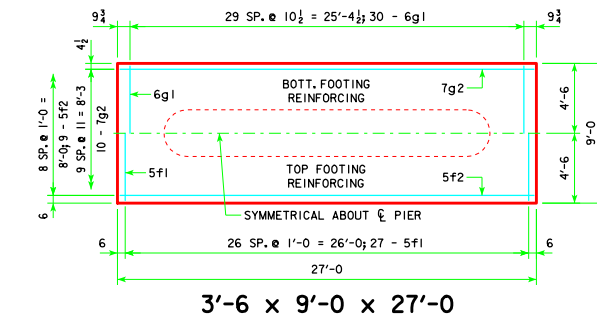 9¾
29 SP.@ 10½ = 25'-4½; 30 - 6g1
9¾
4½
BOTT. FOOTING
REINFORCING
7g2
6g1
8 SP. @ 1'-0 =
8'-0; 9 - 5f2
9 SP. @ 11 = 8'-3
10 - 7g2
4'-6
9'-0
4'-6
TOP FOOTING
REINFORCING
5f1
5f2
6
SYMMETRICAL ABOUT ℄ PIER
6
26 SP.@ 1'-0 = 26'-0; 27 - 5f1
6
27'-0
3'-6 x 9'-0 x 27'-0